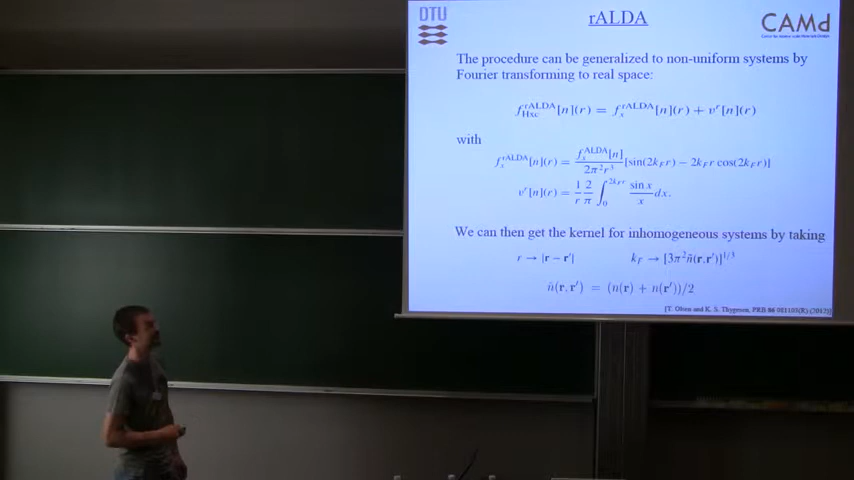 DTU
rALDA
CAMd
The procedure can be generalized to non-uniform systems by
Fourier transforming to real space:
f_Hxc^rALDA[n](r) = f_x^rALDA[n](r) + v^r[n](r)
with
f_x^rALDA[n](r) = f_x^ALDA[n] / 2π²r³ [sin(2k_F r) − 2k_F r cos(2k_F r)]
v^r[n](r) = 1/r 2/π ∫_0^{2k_F r} sin x / x dx.
We can then get the kernel for inhomogeneous systems by taking
r → |r − r′| k_F → [3π²ñ(r, r′)]^{1/3}
ñ(r, r′) = (n(r) + n(r′))/2
[T. Olsen and K. S. Thygesen, PRB 86 081103(R) (2012)]